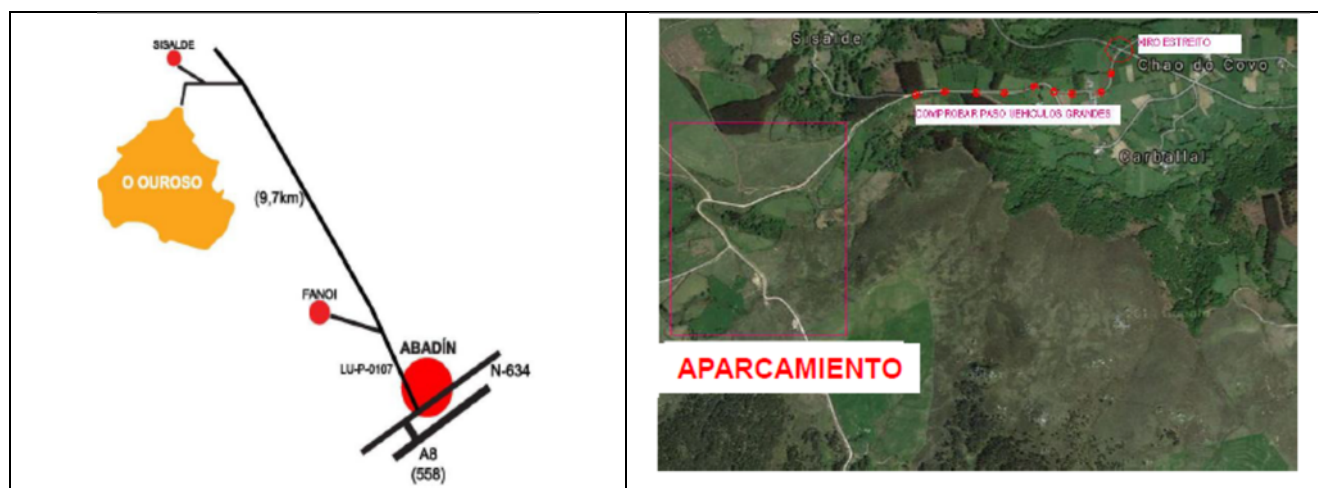 SISALDE
O OUROSO
(9,7km)
FANOI
ABADÍN
LU-P-0107
N-634
A8
(558)
Sisalde
XIRO ESTREITO
Chao do Covo
COMPROBAR PASO VEHICULOS GRANDES
Carballal
APARCAMIENTO